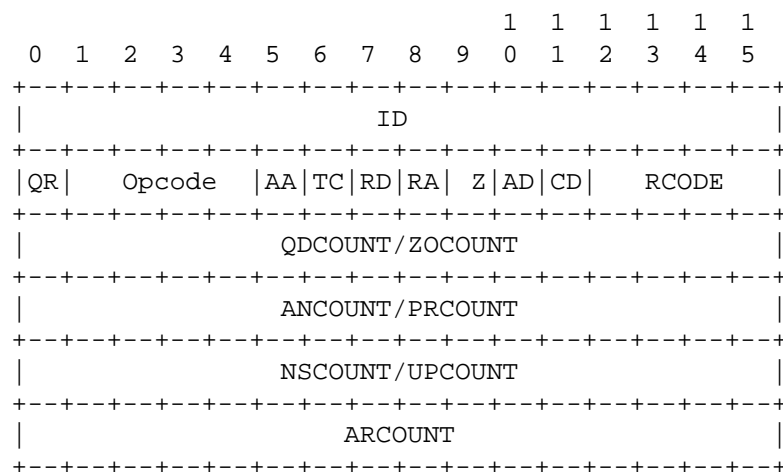 1  1  1  1  1  1
  0  1  2  3  4  5  6  7  8  9  0  1  2  3  4  5
+--+--+--+--+--+--+--+--+--+--+--+--+--+--+--+--+
|                      ID                       |
+--+--+--+--+--+--+--+--+--+--+--+--+--+--+--+--+
|QR|   Opcode  |AA|TC|RD|RA| Z|AD|CD|   RCODE   |
+--+--+--+--+--+--+--+--+--+--+--+--+--+--+--+--+
|                QDCOUNT/ZOCOUNT                |
+--+--+--+--+--+--+--+--+--+--+--+--+--+--+--+--+
|                ANCOUNT/PRCOUNT                |
+--+--+--+--+--+--+--+--+--+--+--+--+--+--+--+--+
|                NSCOUNT/UPCOUNT                |
+--+--+--+--+--+--+--+--+--+--+--+--+--+--+--+--+
|                    ARCOUNT                    |
+--+--+--+--+--+--+--+--+--+--+--+--+--+--+--+--+